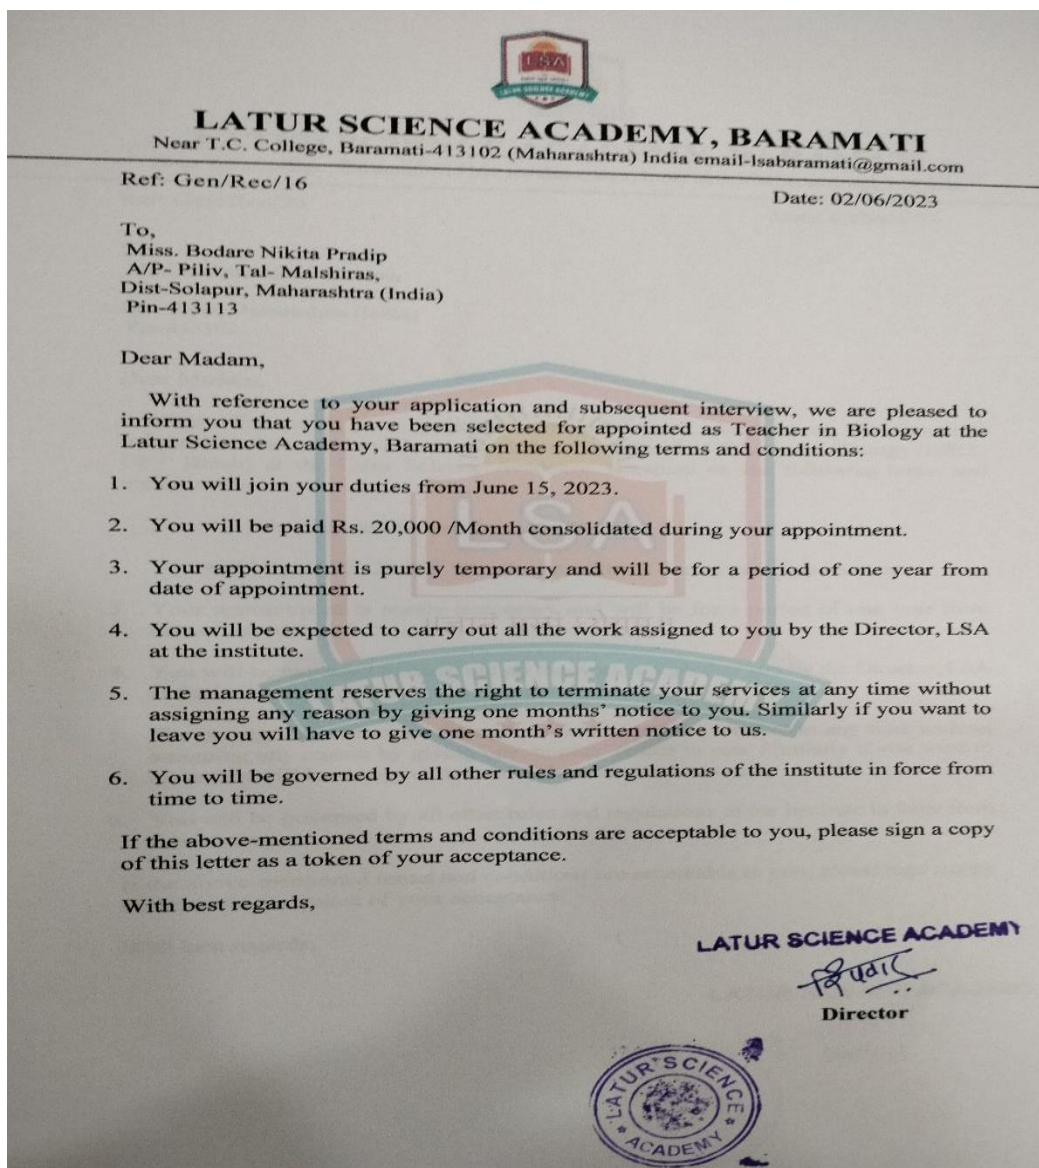 LSA
LATUR SCIENCE ACADEMY
LATUR SCIENCE ACADEMY, BARAMATI
Near T.C. College, Baramati-413102 (Maharashtra) India email-lsabaramati@gmail.com
Ref: Gen/Rec/16
Date: 02/06/2023
To,
Miss. Bodare Nikita Pradip
A/P- Piliv, Tal- Malshiras,
Dist-Solapur, Maharashtra (India)
Pin-413113
Dear Madam,
With reference to your application and subsequent interview, we are pleased to
inform you that you have been selected for appointed as Teacher in Biology at the
Latur Science Academy, Baramati on the following terms and conditions:
1. You will join your duties from June 15, 2023.
2. You will be paid Rs. 20,000 /Month consolidated during your appointment.
3. Your appointment is purely temporary and will be for a period of one year from
date of appointment.
4. You will be expected to carry out all the work assigned to you by the Director, LSA
at the institute.
5. The management reserves the right to terminate your services at any time without
assigning any reason by giving one months’ notice to you. Similarly if you want to
leave you will have to give one month’s written notice to us.
6. You will be governed by all other rules and regulations of the institute in force from
time to time.
If the above-mentioned terms and conditions are acceptable to you, please sign a copy
of this letter as a token of your acceptance.
With best regards,
LSA
LATUR SCIENCE ACADEMY
LATUR SCIENCE ACADEMY
Director
LATUR SCIENCE
ACADEMY